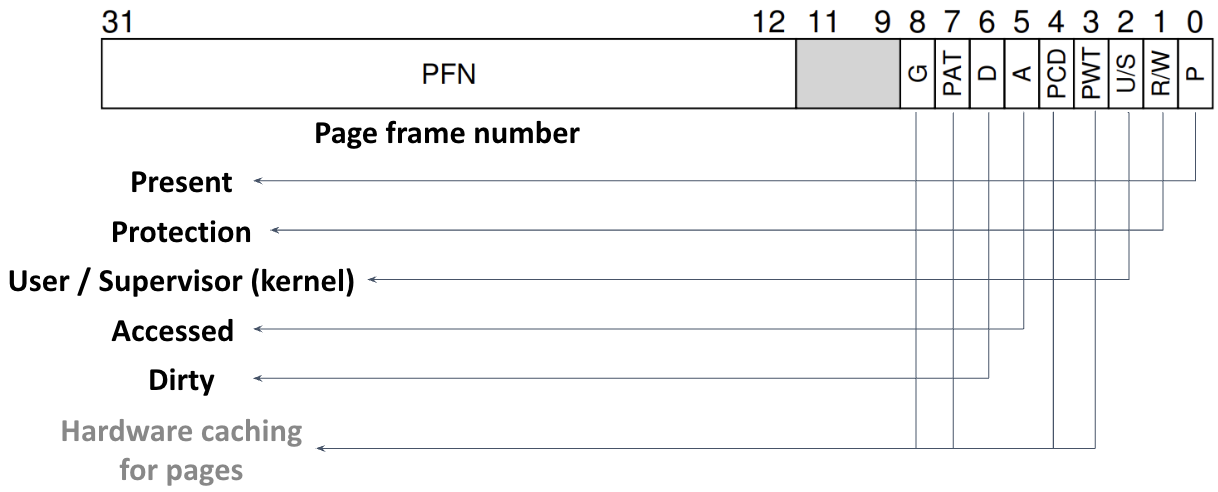 31 12 11 9 8 7 6 5 4 3 2 1 0
PFN G PAT D A PCD PWT U/S R/W P
Page frame number
Present
Protection
User / Supervisor (kernel)
Accessed
Dirty
Hardware caching
for pages